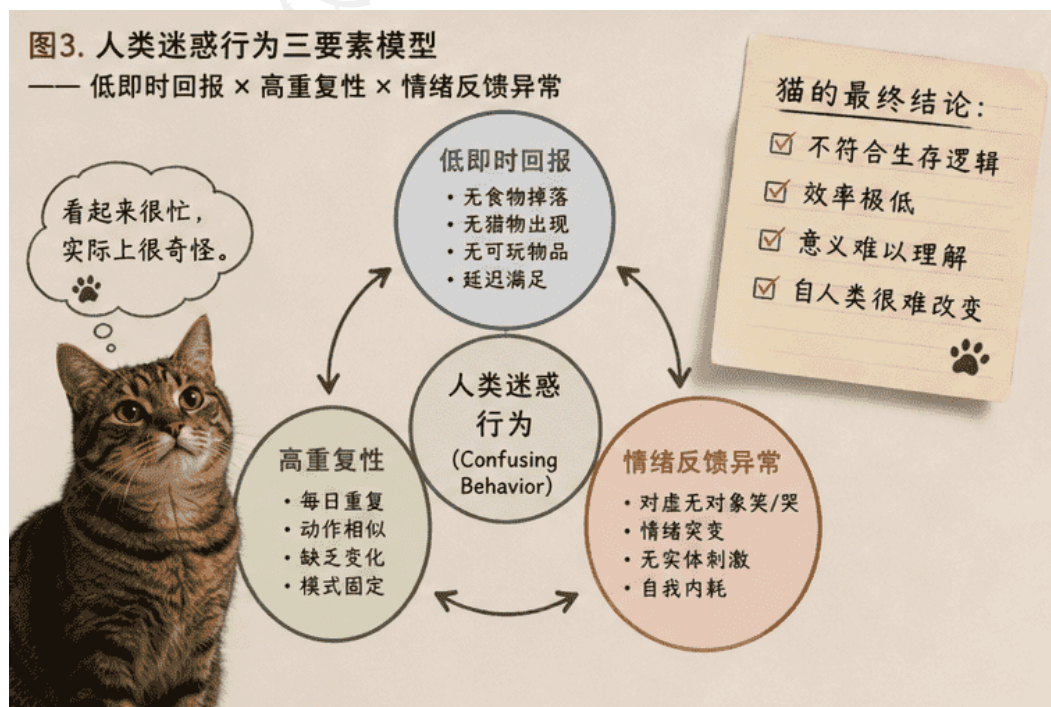 图3. 人类迷惑行为三要素模型
—— 低即时回报 × 高重复性 × 情绪反馈异常
看起来很忙，
实际上很奇怪。
低即时回报
• 无食物掉落
• 无猎物出现
• 无可玩物品
• 延迟满足
人类迷惑
行为
(Confusing
Behavior)
高重复性
• 每日重复
• 动作相似
• 缺乏变化
• 模式固定
情绪反馈异常
• 对虚无对象笑/哭
• 情绪突变
• 无实体刺激
• 自我内耗
猫的最终结论：
☑ 不符合生存逻辑
☑ 效率极低
☑ 意义难以理解
☑ 自人类很难改变